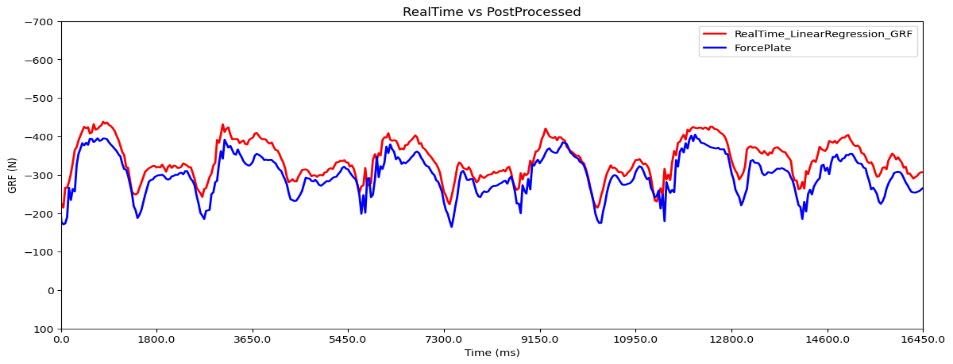 RealTime vs PostProcessed
RealTime_LinearRegression_GRF
ForcePlate
GRF (N)
−700
−600
−500
−400
−300
−200
−100
0
100
0.0 1800.0 3650.0 5450.0 7300.0 9150.0 10950.0 12800.0 14600.0 16450.0
Time (ms)